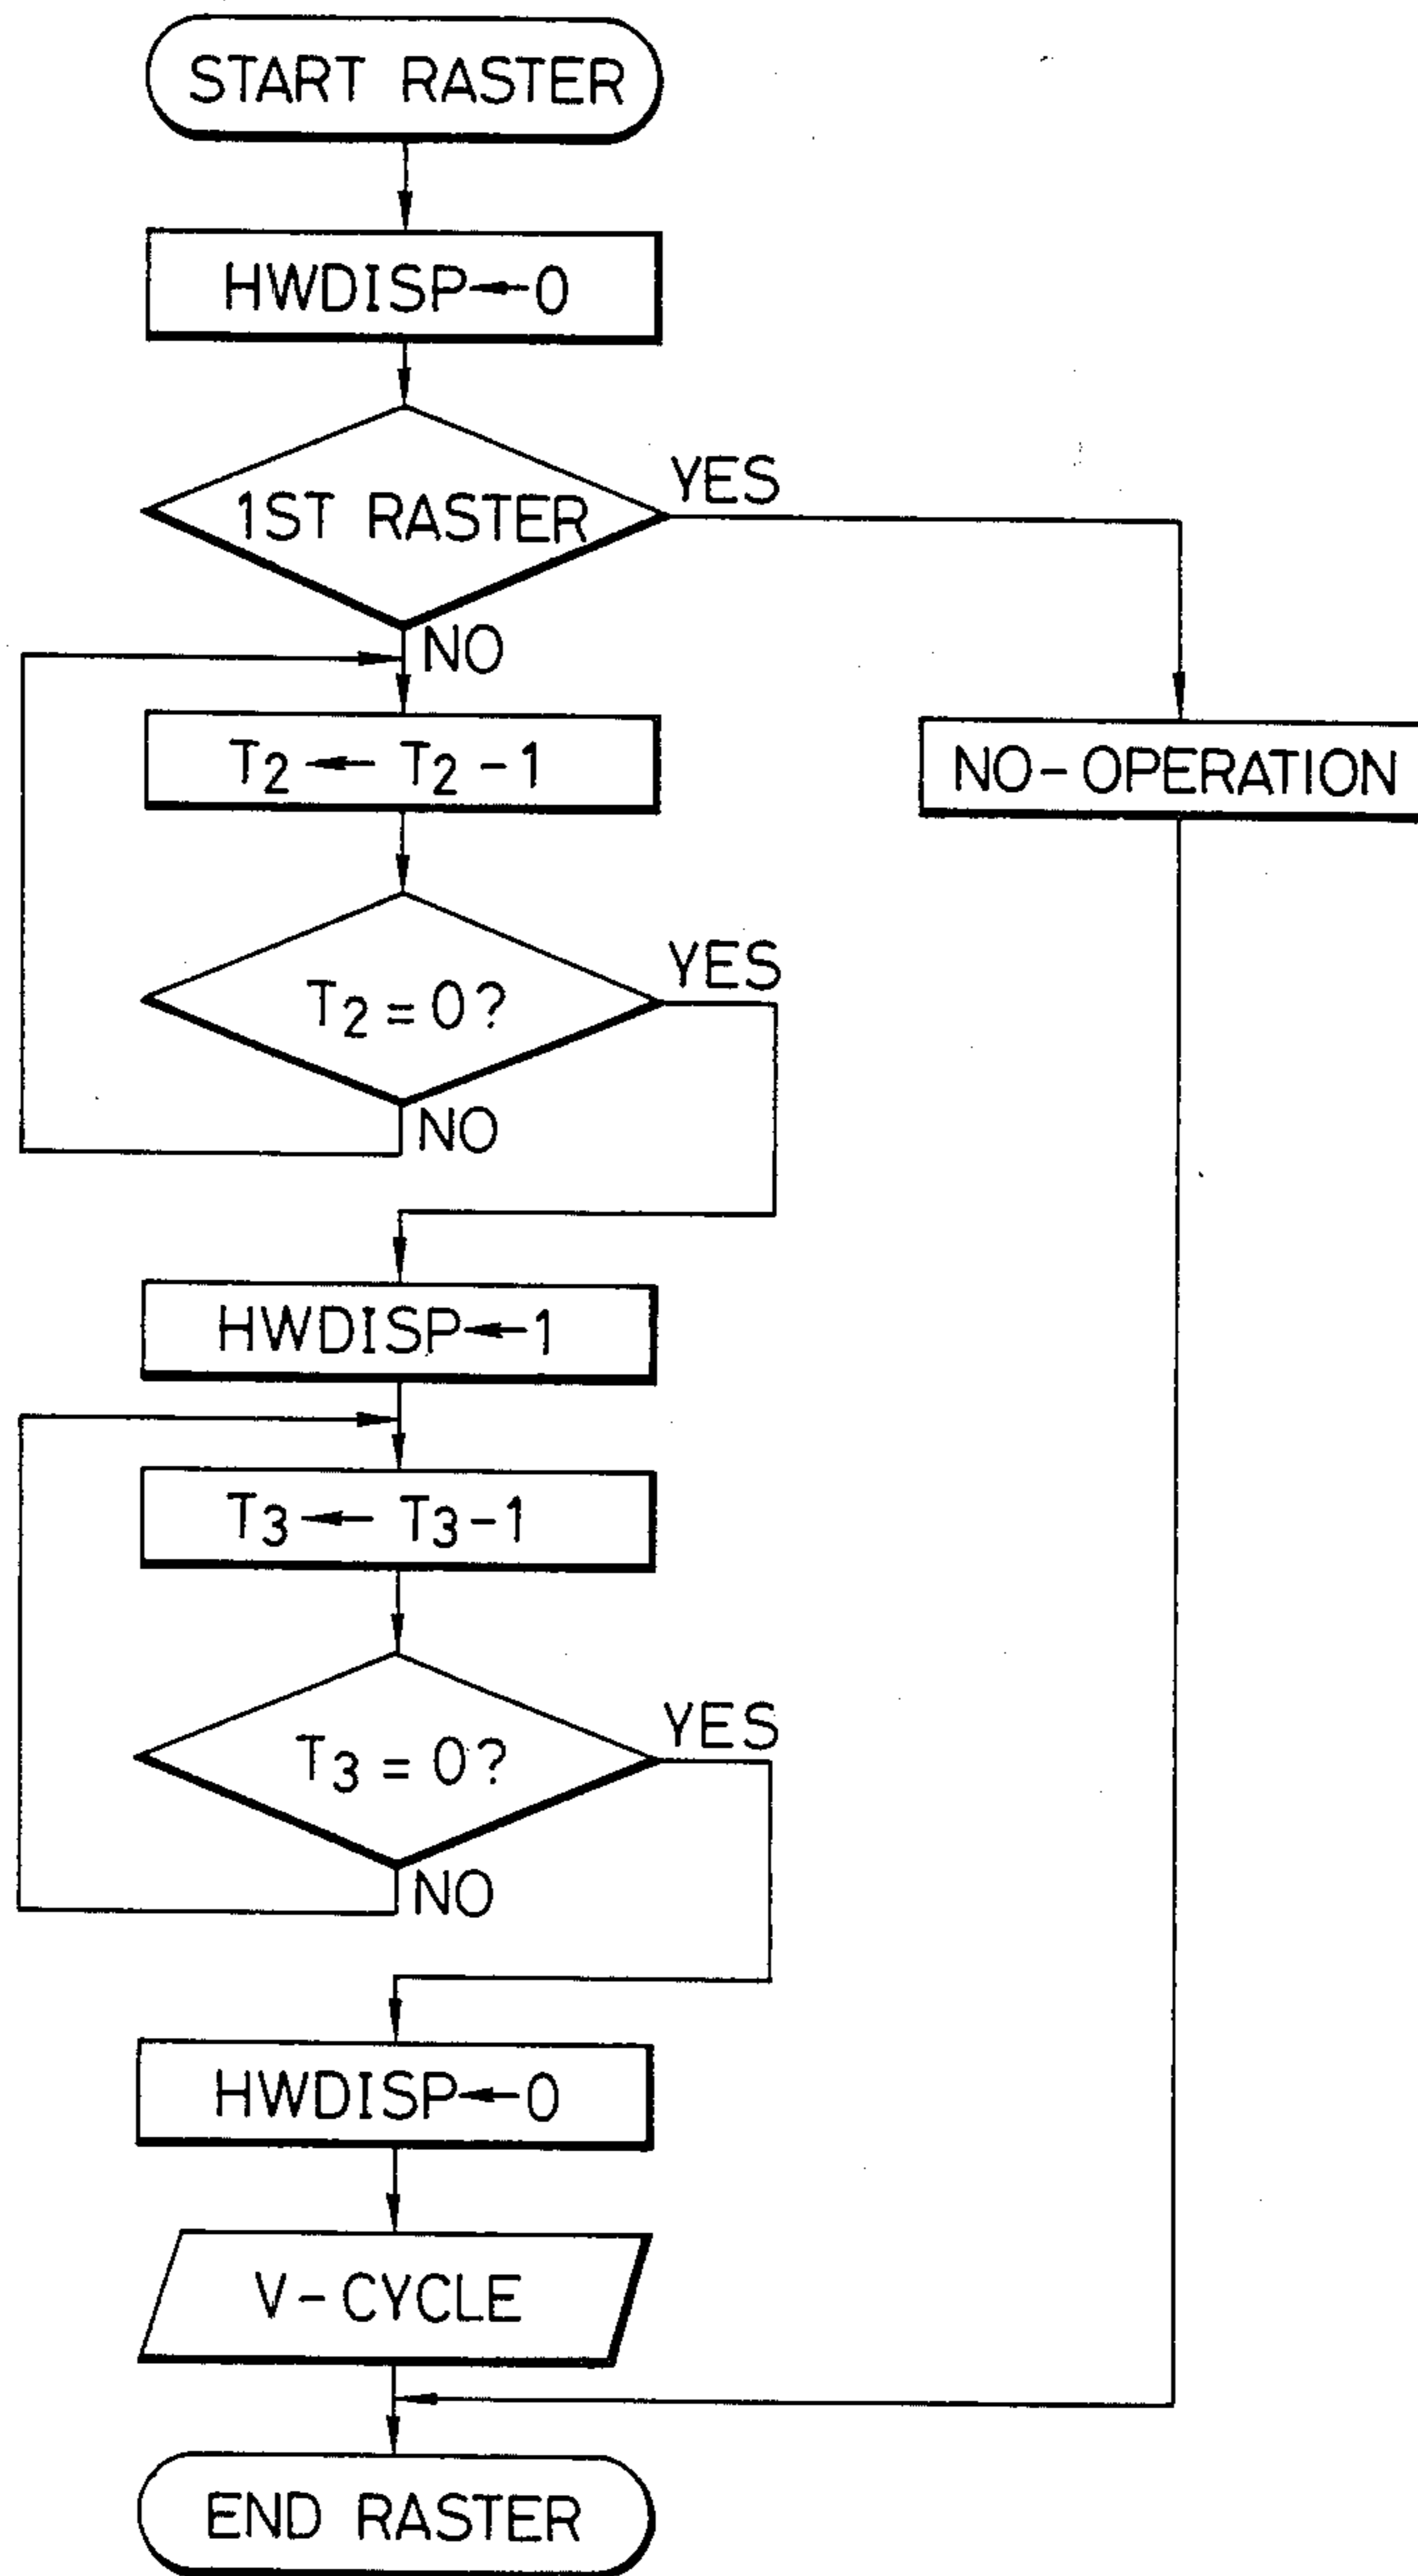 START RASTER
HWDISP←0
1ST RASTER
YES
NO
T2 ← T2-1
NO-OPERATION
T2=0?
YES
NO
HWDISP←1
T3 ← T3-1
T3=0?
YES
NO
HWDISP←0
V-CYCLE
END RASTER